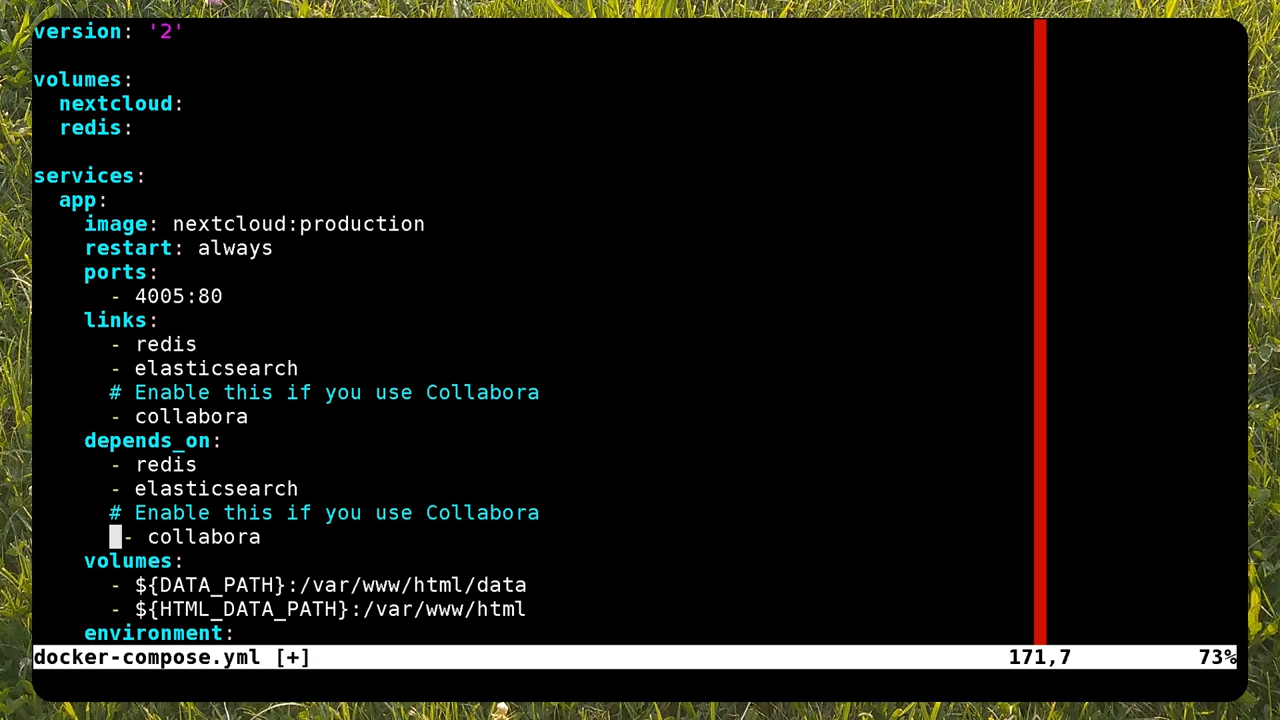 version: '2'
volumes:
  nextcloud:
  redis:
services:
  app:
    image: nextcloud:production
    restart: always
    ports:
      - 4005:80
    links:
      - redis
      - elasticsearch
      # Enable this if you use Collabora
      - collabora
    depends_on:
      - redis
      - elasticsearch
      # Enable this if you use Collabora
       - collabora
    volumes:
      - ${DATA_PATH}:/var/www/html/data
      - ${HTML_DATA_PATH}:/var/www/html
    environment:
docker-compose.yml [+] 171,7 73%